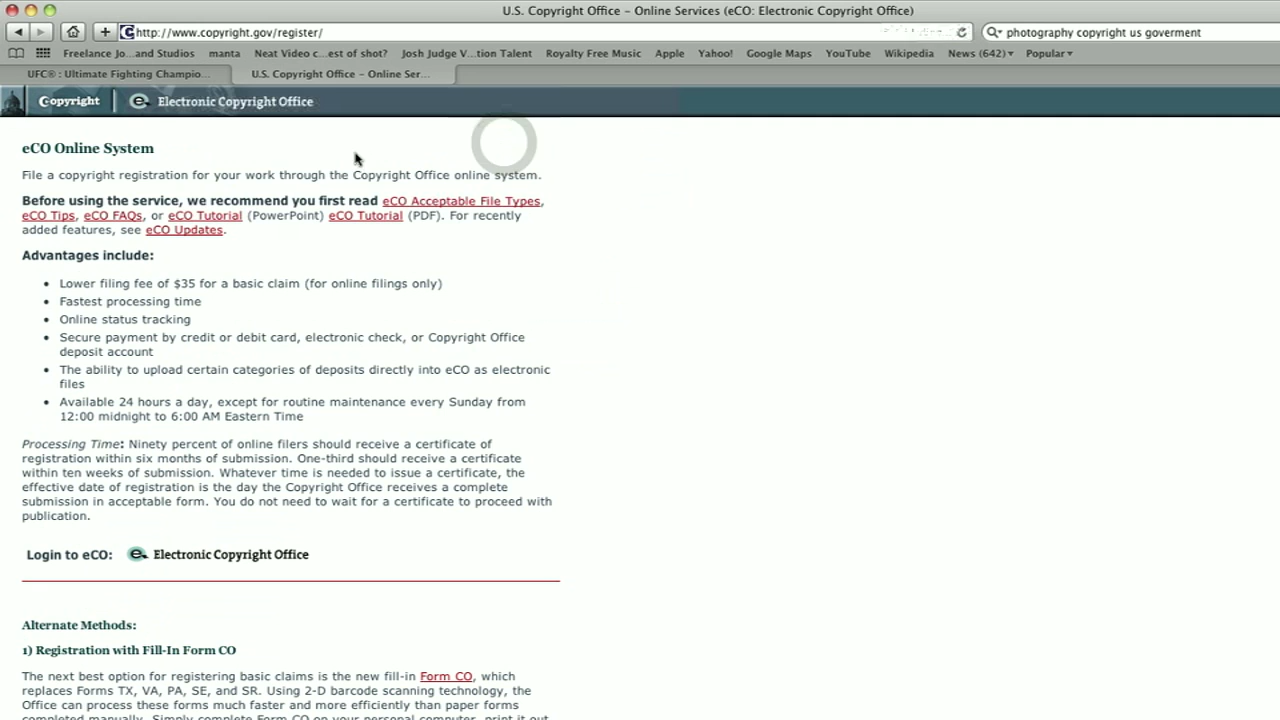 U.S. Copyright Office – Online Services (eCO: Electronic Copyright Office)
http://www.copyright.gov/register/
photography copyright us goverment
Freelance Jo...and Studios manta Neat Video c...est of shot? Josh Judge V...tion Talent Royalty Free Music Apple Yahoo! Google Maps YouTube Wikipedia News (642) Popular
UFC® : Ultimate Fighting Champio... U.S. Copyright Office – Online Ser...
Copyright Electronic Copyright Office
eCO Online System
File a copyright registration for your work through the Copyright Office online system.
Before using the service, we recommend you first read eCO Acceptable File Types,
eCO Tips, eCO FAQs, or eCO Tutorial (PowerPoint) eCO Tutorial (PDF). For recently
added features, see eCO Updates.
Advantages include:
• Lower filing fee of $35 for a basic claim (for online filings only)
• Fastest processing time
• Online status tracking
• Secure payment by credit or debit card, electronic check, or Copyright Office
deposit account
• The ability to upload certain categories of deposits directly into eCO as electronic
files
• Available 24 hours a day, except for routine maintenance every Sunday from
12:00 midnight to 6:00 AM Eastern Time
Processing Time: Ninety percent of online filers should receive a certificate of
registration within six months of submission. One-third should receive a certificate
within ten weeks of submission. Whatever time is needed to issue a certificate, the
effective date of registration is the day the Copyright Office receives a complete
submission in acceptable form. You do not need to wait for a certificate to proceed with
publication.
Login to eCO: Electronic Copyright Office
Alternate Methods:
1) Registration with Fill-In Form CO
The next best option for registering basic claims is the new fill-in Form CO, which
replaces Forms TX, VA, PA, SE, and SR. Using 2-D barcode scanning technology, the
Office can process these forms much faster and more efficiently than paper forms
completed manually. Simply complete Form CO on your personal computer, print it out